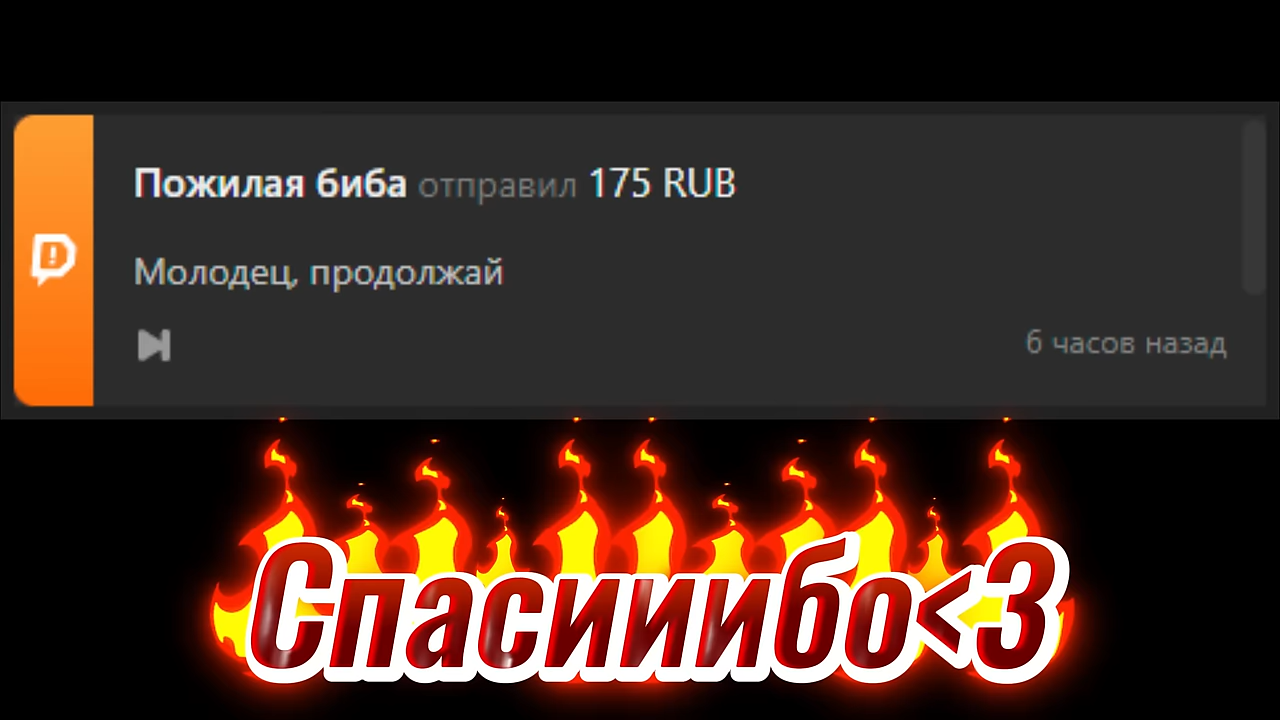 Пожилая биба отправил 175 RUB
Молодец, продолжай
6 часов назад
Спасииибо<3